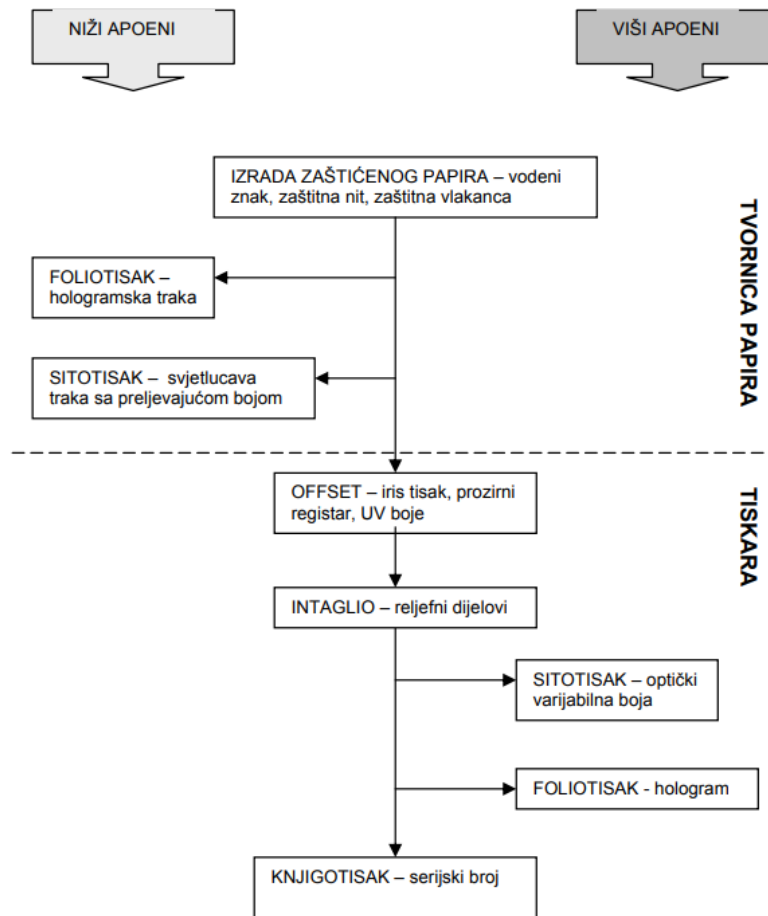 NIŽI APOENI
VIŠI APOENI
IZRADA ZAŠTIĆENOG PAPIRA – vodeni
znak, zaštitna nit, zaštitna vlakanca
TVORNICA PAPIRA
FOLIOTISAK –
hologramska traka
SITOTISAK – svjetlucava
traka sa preljevajućom bojom
OFFSET – iris tisak, prozirni
registar, UV boje
TISKARA
INTAGLIO – reljefni dijelovi
SITOTISAK – optički
varijabilna boja
FOLIOTISAK - hologram
KNJIGOTISAK – serijski broj